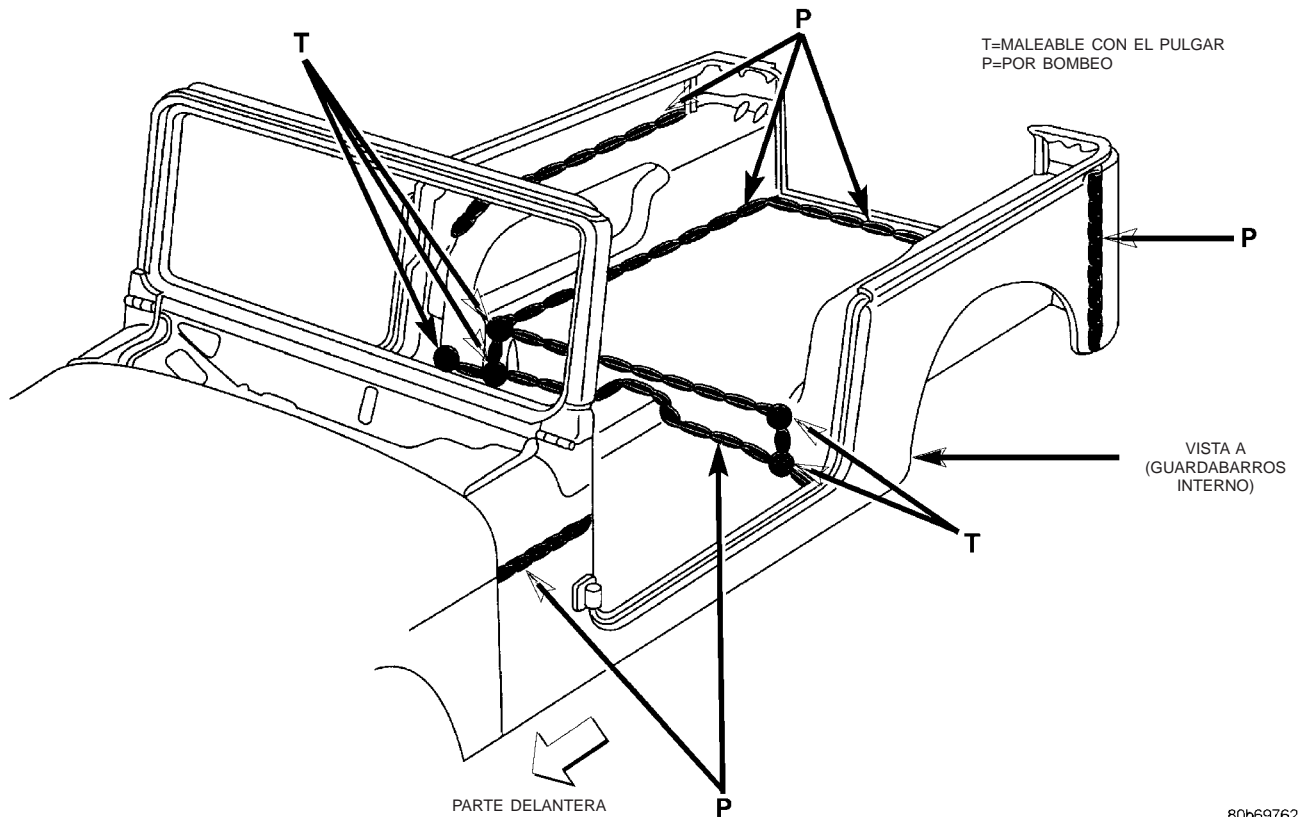 P
T
T=MALEABLE CON EL PULGAR
P=POR BOMBEO
P
VISTA A
(GUARDABARROS
INTERNO)
T
PARTE DELANTERA
P
80b69762